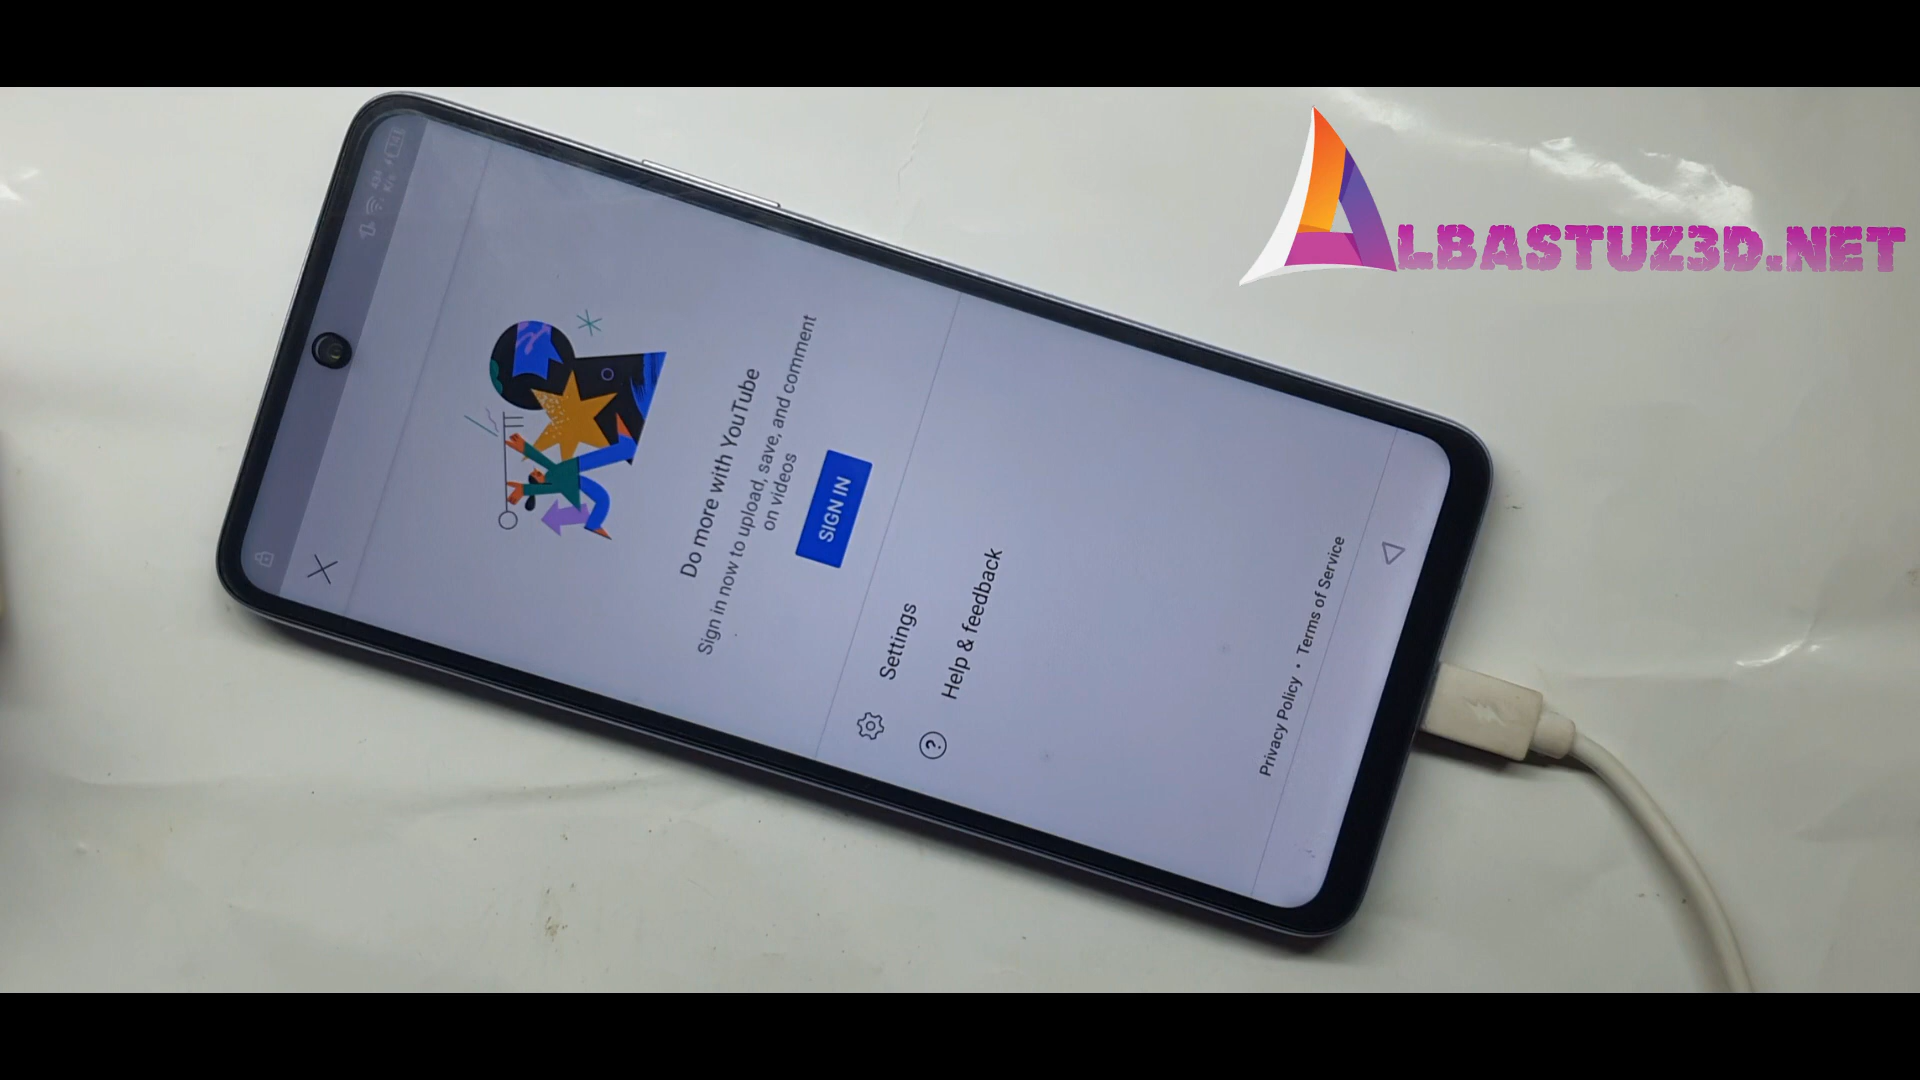 ALBASTUZ3D.NET
Do more with YouTube
Sign in now to upload, save, and comment
on videos
SIGN IN
Settings
Help & feedback
Privacy Policy • Terms of Service